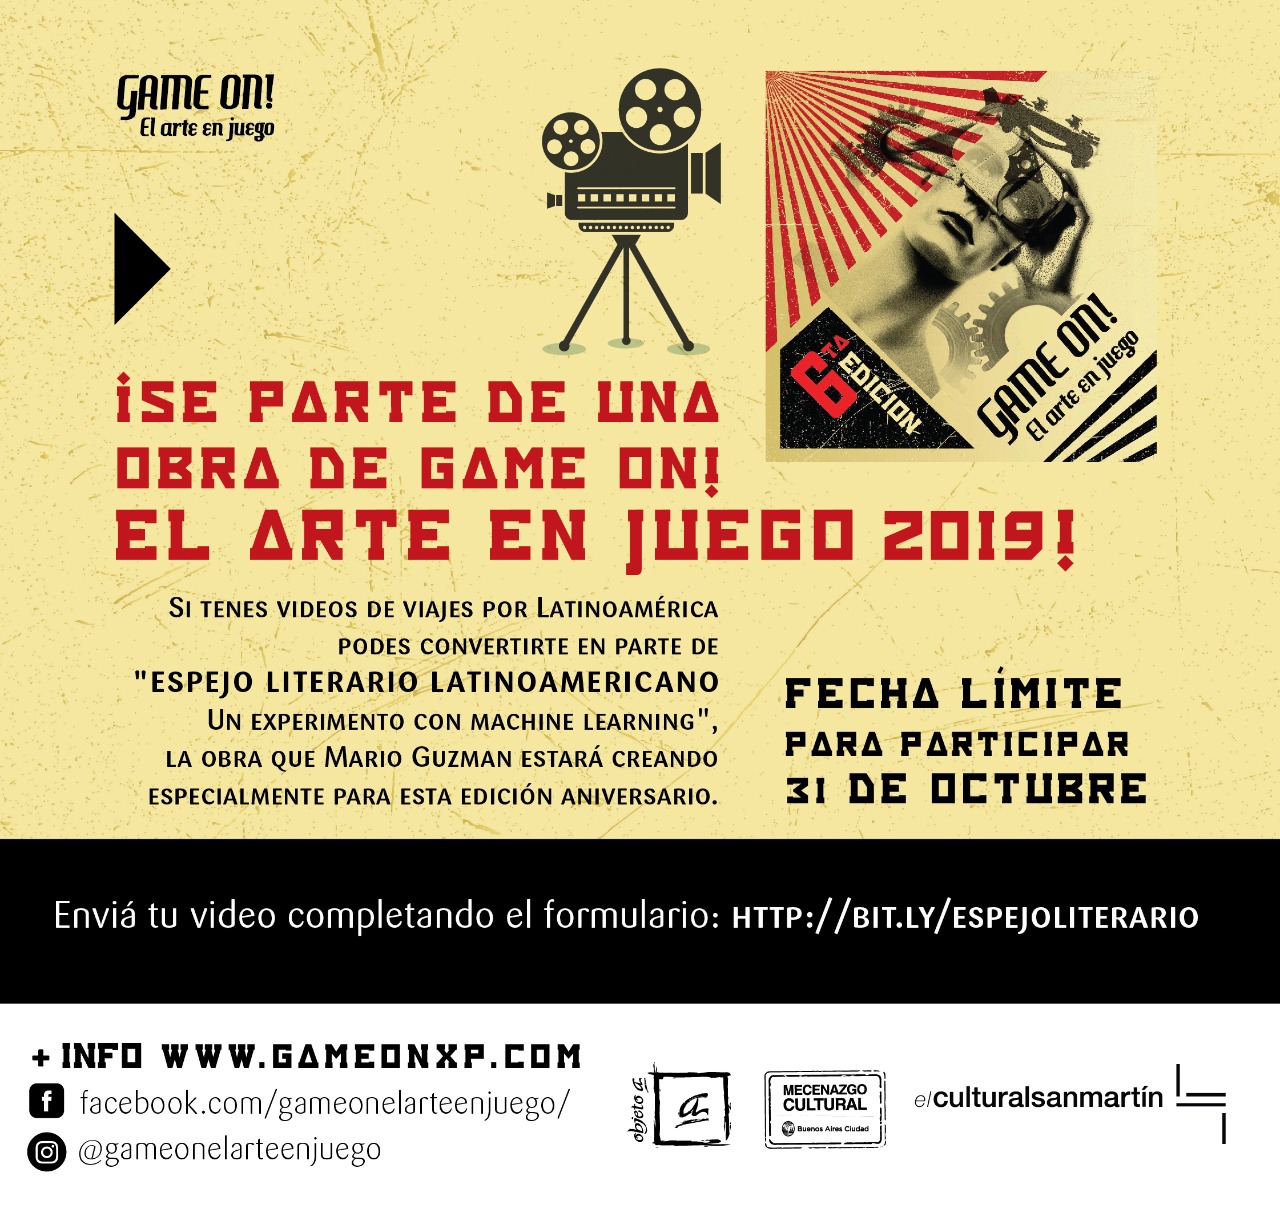 GAME ON!
El arte en juego
6TA
EDICION
GAME ON!
El arte en juego
¡SE PARTE DE UNA
OBRA DE GAME ON!
EL ARTE EN JUEGO 2019!
Si tenes videos de viajes por Latinoamérica
podes convertirte en parte de
"ESPEJO LITERARIO LATINOAMERICANO
Un experimento con machine learning",
la obra que Mario Guzman estará creando
especialmente para esta edición aniversario.
FECHA LÍMITE
PARA PARTICIPAR
31 DE OCTUBRE
Enviá tu video completando el formulario: HTTP://BIT.LY/ESPEJOLITERARIO
+ INFO WWW.GAMEONXP.COM
facebook.com/gameonelarteenjuego/
@gameonelarteenjuego
objeto a:
a:
MECENAZGO
CULTURAL
Buenos Aires Ciudad
elculturalsanmartín